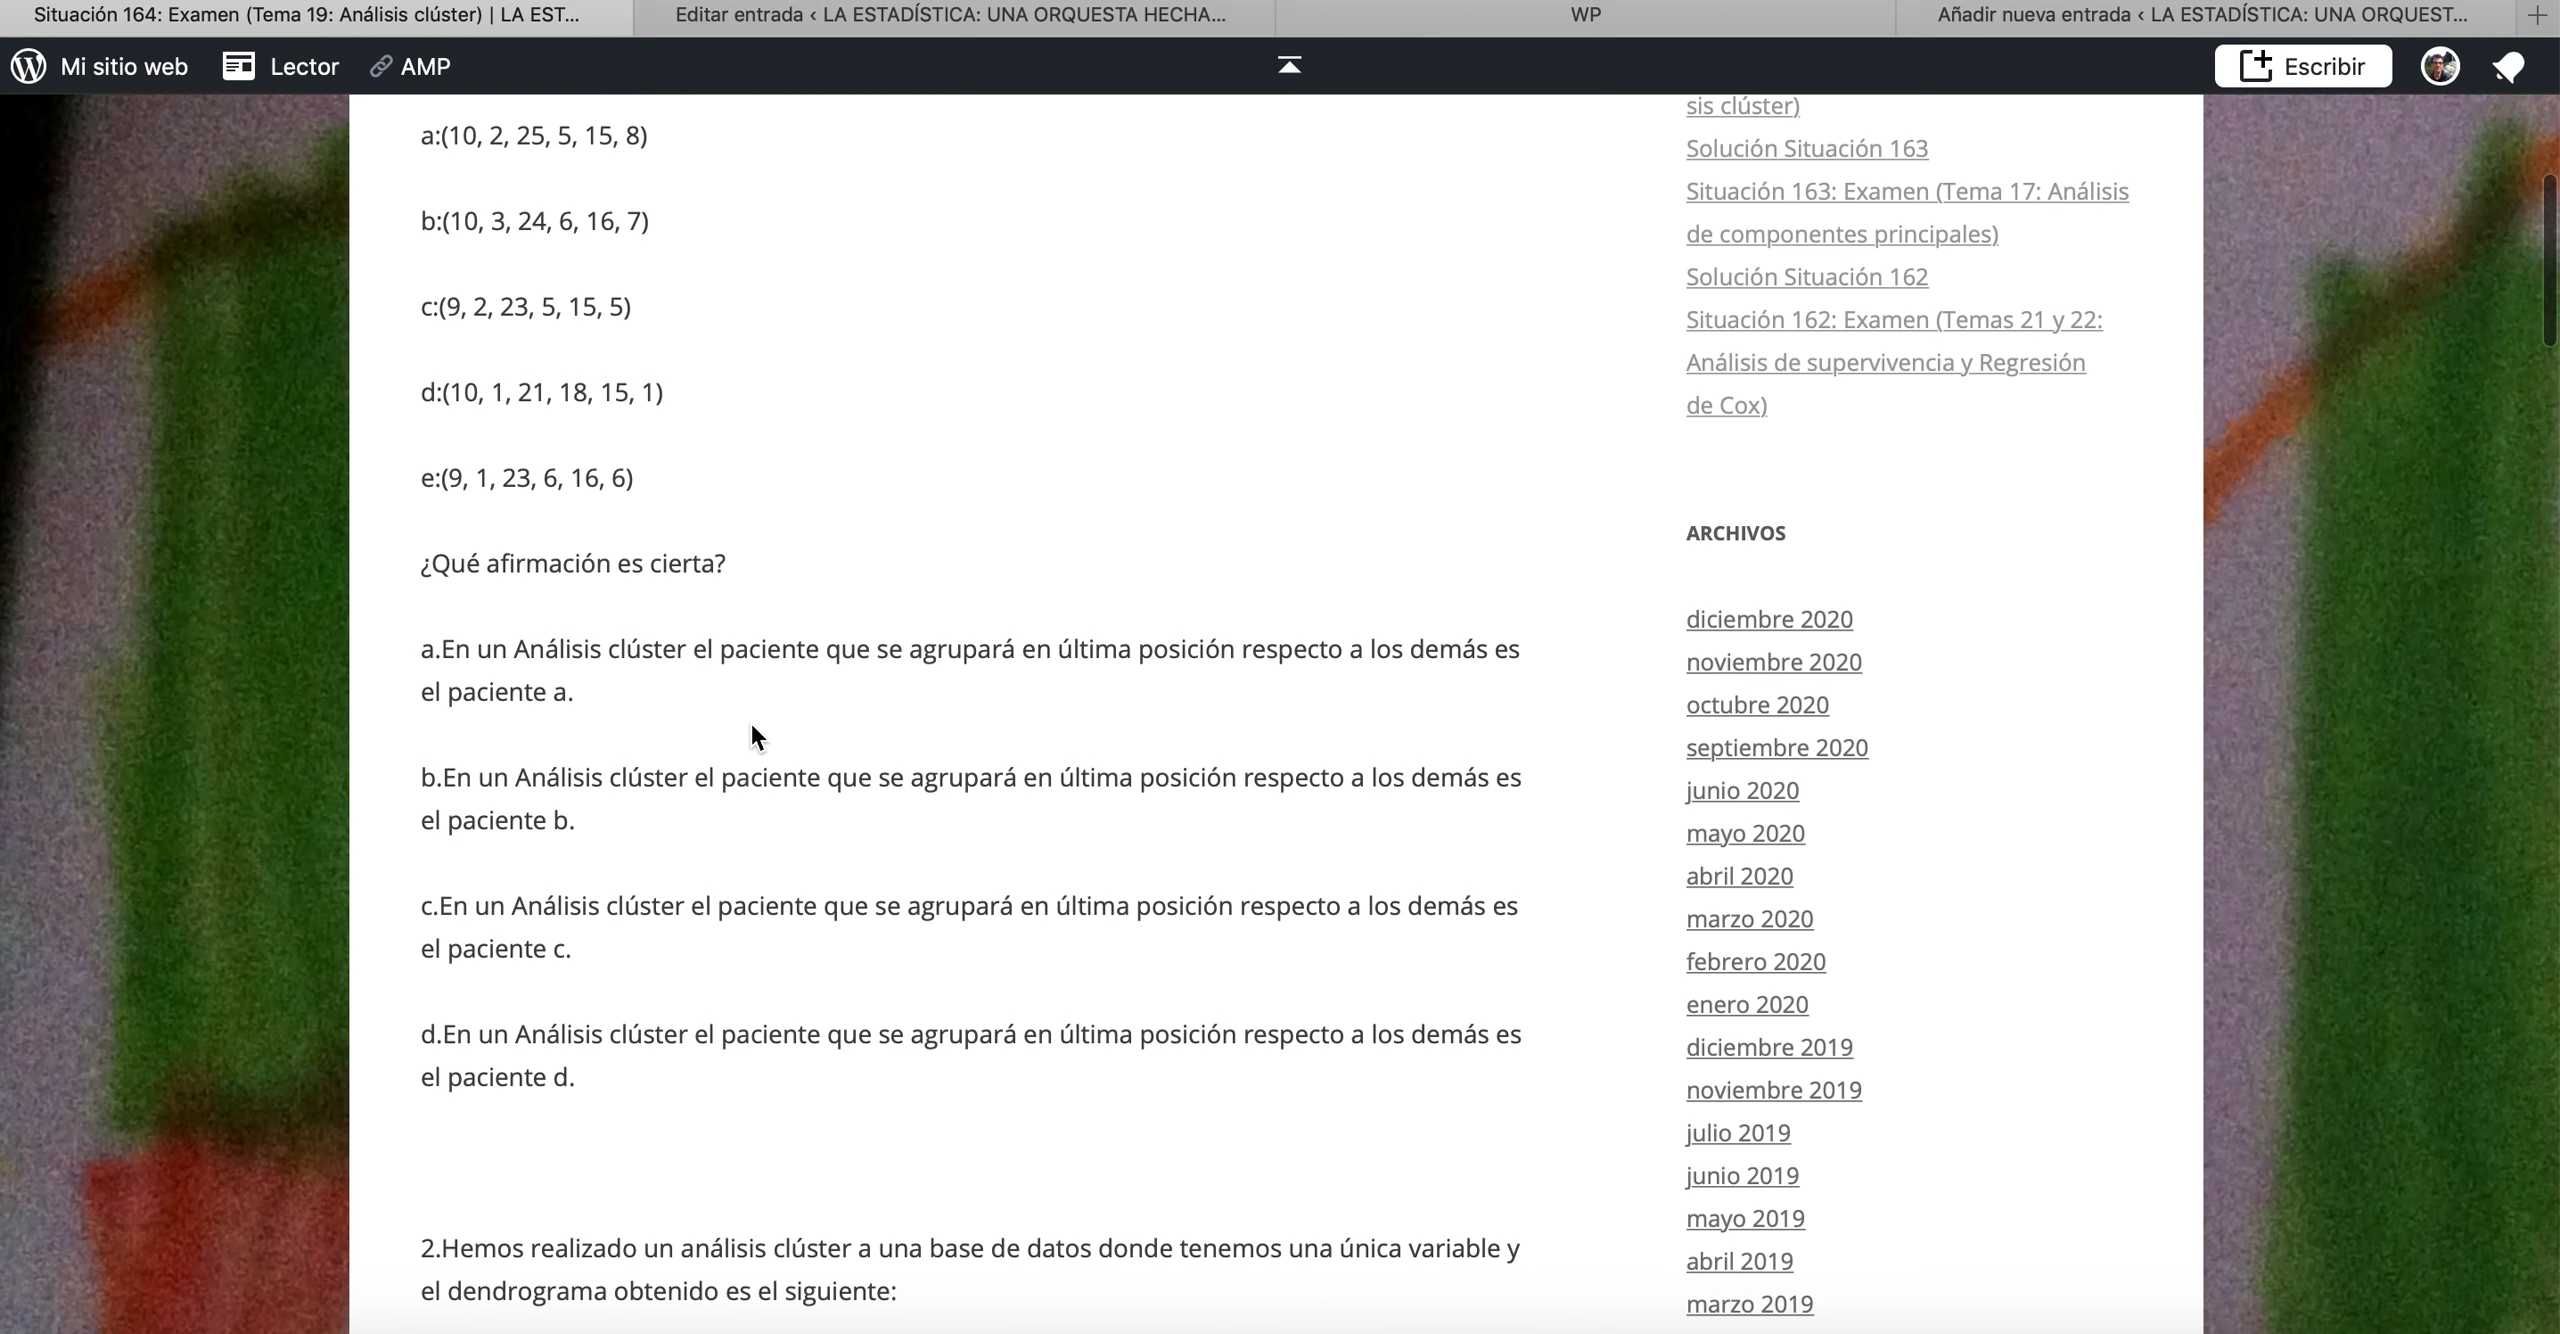 Situación 164: Examen (Tema 19: Análisis clúster) | LA EST...
Editar entrada ‹ LA ESTADÍSTICA: UNA ORQUESTA HECHA...
WP
Añadir nueva entrada ‹ LA ESTADÍSTICA: UNA ORQUEST...
Mi sitio web
Lector
AMP
Escribir
a:(10, 2, 25, 5, 15, 8)
b:(10, 3, 24, 6, 16, 7)
c:(9, 2, 23, 5, 15, 5)
d:(10, 1, 21, 18, 15, 1)
e:(9, 1, 23, 6, 16, 6)
¿Qué afirmación es cierta?
a.En un Análisis clúster el paciente que se agrupará en última posición respecto a los demás es
el paciente a.
b.En un Análisis clúster el paciente que se agrupará en última posición respecto a los demás es
el paciente b.
c.En un Análisis clúster el paciente que se agrupará en última posición respecto a los demás es
el paciente c.
d.En un Análisis clúster el paciente que se agrupará en última posición respecto a los demás es
el paciente d.
2.Hemos realizado un análisis clúster a una base de datos donde tenemos una única variable y
el dendrograma obtenido es el siguiente:
sis clúster)
Solución Situación 163
Situación 163: Examen (Tema 17: Análisis
de componentes principales)
Solución Situación 162
Situación 162: Examen (Temas 21 y 22:
Análisis de supervivencia y Regresión
de Cox)
ARCHIVOS
diciembre 2020
noviembre 2020
octubre 2020
septiembre 2020
junio 2020
mayo 2020
abril 2020
marzo 2020
febrero 2020
enero 2020
diciembre 2019
noviembre 2019
julio 2019
junio 2019
mayo 2019
abril 2019
marzo 2019